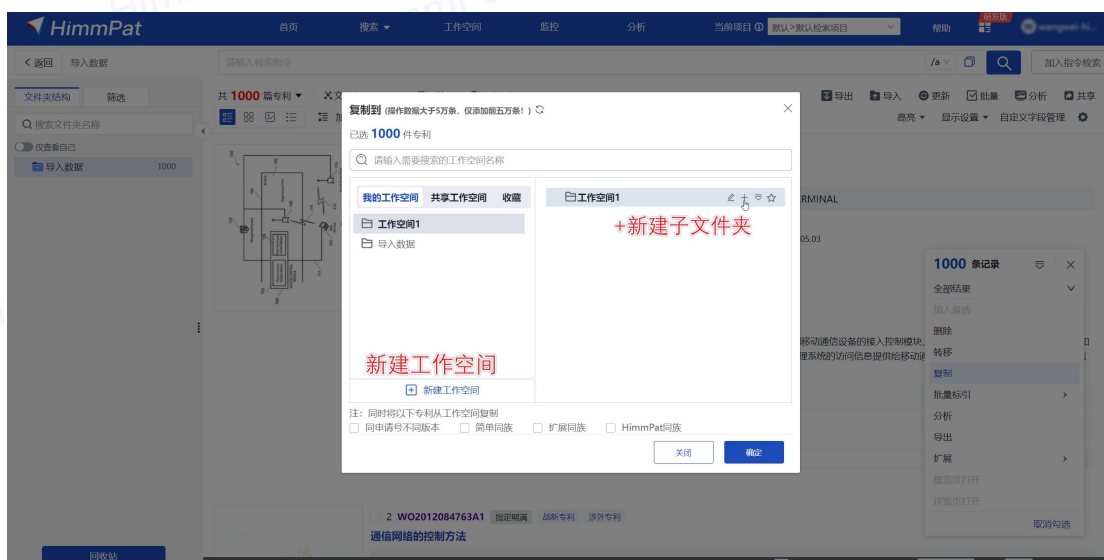 HimmPat 首页 搜索 工作空间 监控 分析 当前项目 默认>默认检索项目 帮助 研发版
< 返回 导入数据 请输入检索指令 /a 加入指令检索
文件夹结构 筛选 共 1000 篇专利 导出 导入 更新 批量 分析 共享
搜索文件夹名称 高亮 显示设置 自定义字段管理
仅查看自己
导入数据 1000
复制到 (操作数据大于5万条，仅添加前五万条！)
已选 1000 件专利
请输入需要搜索的工作空间名称
我的工作空间 共享工作空间 收藏
工作空间1
导入数据
工作空间1
+新建子文件夹
新建工作空间
新建工作空间
注：同时将以下专利从工作空间复制
同申请号不同版本 简单同族 扩展同族 HimmPat同族
关闭 确定
RMINAL
05.03
移动通信设备的接入控制模块
理系统的访问信息提供给移动通
1000 条记录
全部结果
加入筛选
删除
转移
复制
批量标引
分析
导出
扩展
概览页打开
详览页打开
取消勾选
2 WO2012084763A1 指定期满 战新专利 涉外专利
通信网络的控制方法
回收站